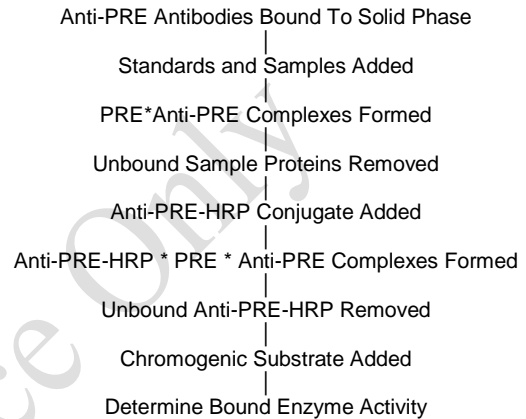 Anti-PRE Antibodies Bound To Solid Phase
Standards and Samples Added
PRE*Anti-PRE Complexes Formed
Unbound Sample Proteins Removed
Anti-PRE-HRP Conjugate Added
Anti-PRE-HRP * PRE * Anti-PRE Complexes Formed
Unbound Anti-PRE-HRP Removed
Chromogenic Substrate Added
Determine Bound Enzyme Activity
Only